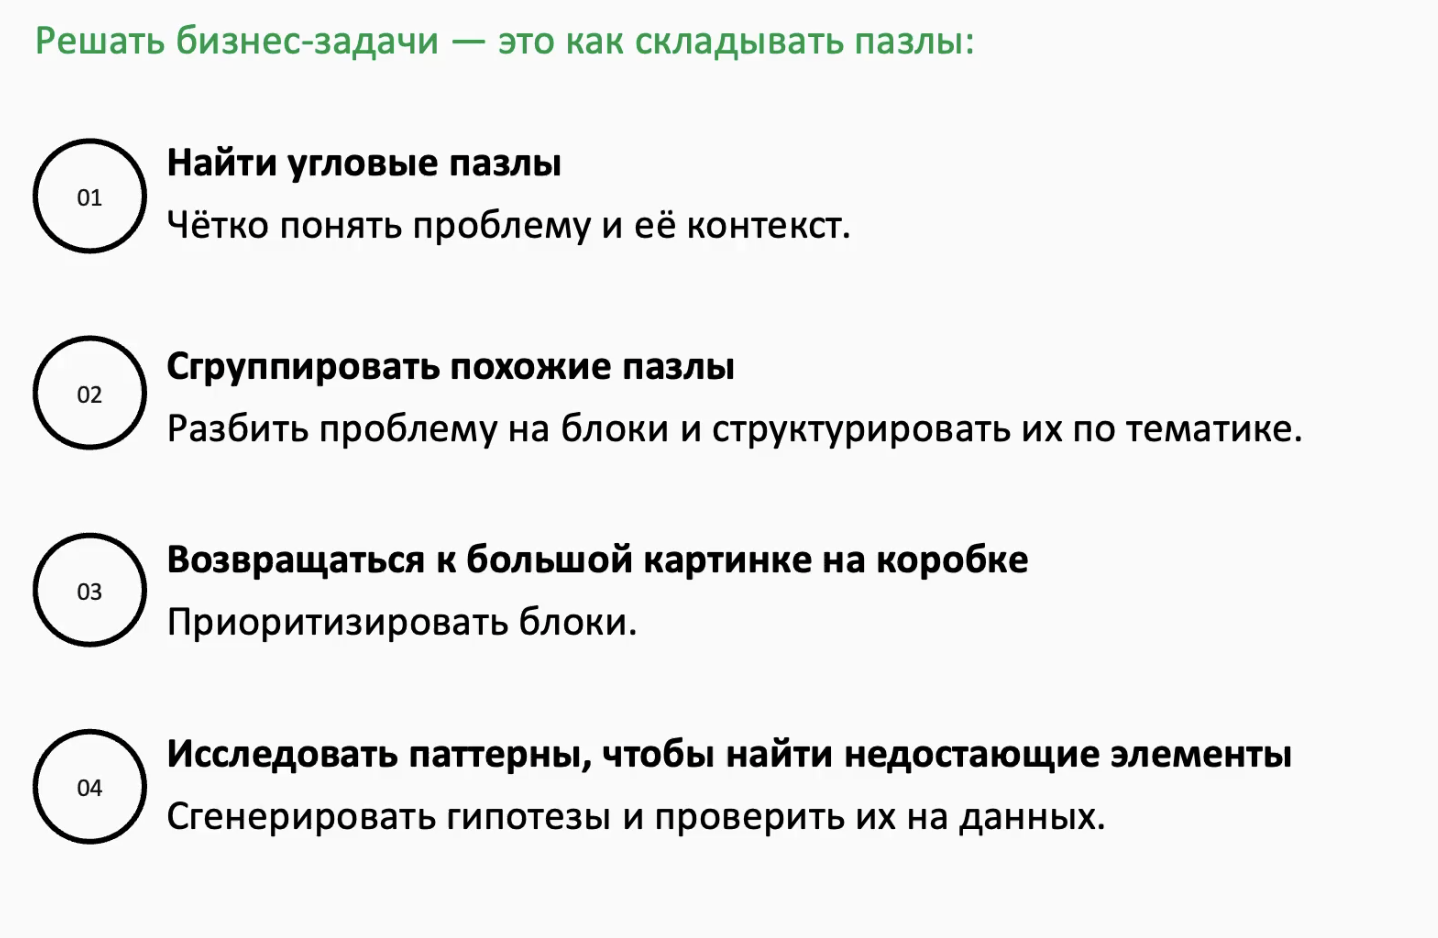 Решать бизнес-задачи — это как складывать пазлы:
01
Найти угловые пазлы
Чётко понять проблему и её контекст.
02
Сгруппировать похожие пазлы
Разбить проблему на блоки и структурировать их по тематике.
03
Возвращаться к большой картинке на коробке
Приоритизировать блоки.
04
Исследовать паттерны, чтобы найти недостающие элементы
Сгенерировать гипотезы и проверить их на данных.